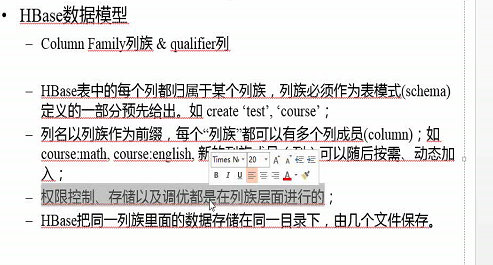 • HBase数据模型
– Column Family列族 & qualifier列
– HBase表中的每个列都归属于某个列族，列族必须作为表模式(schema)
定义的一部分预先给出。如 create ‘test’, ‘course’；
– 列名以列族作为前缀，每个“列族”都可以有多个列成员(column)；如
course:math, course:english, 新的列族成员 可以随后按需、动态加
入；
Times N 20 A A
B I U A
– 权限控制、存储以及调优都是在列族层面进行的；
– HBase把同一列族里面的数据存储在同一目录下，由几个文件保存。